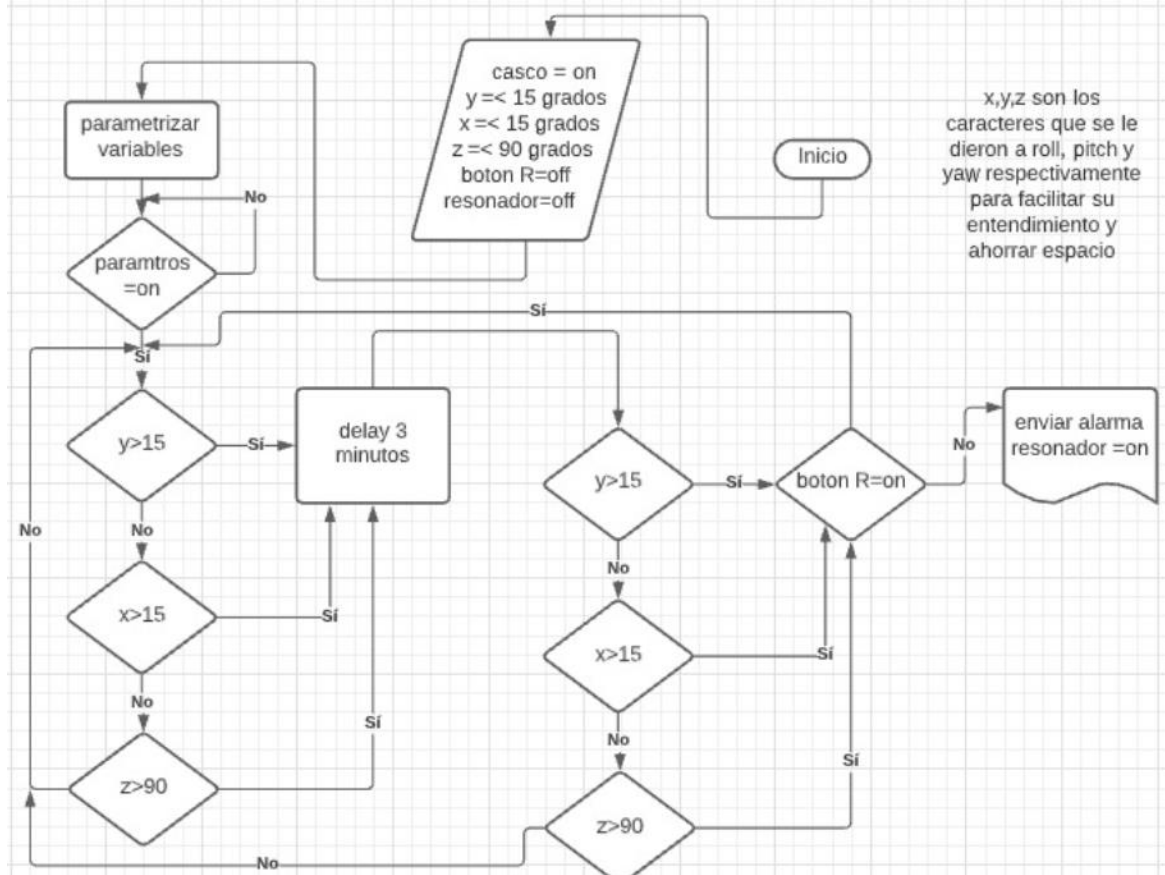 casco = on
y =< 15 grados
x =< 15 grados
z =< 90 grados
boton R=off
resonador=off
Inicio
x,y,z son los
caracteres que se le
dieron a roll, pitch y
yaw respectivamente
para facilitar su
entendimiento y
ahorrar espacio
parametrizar
variables
No
paramtros
=on
Sí
Sí
y>15
Sí
delay 3
minutos
y>15
Sí
boton R=on
No
enviar alarma
resonador =on
No
No
No
x>15
Sí
x>15
Sí
No
No
Sí
Sí
z>90
z>90
No